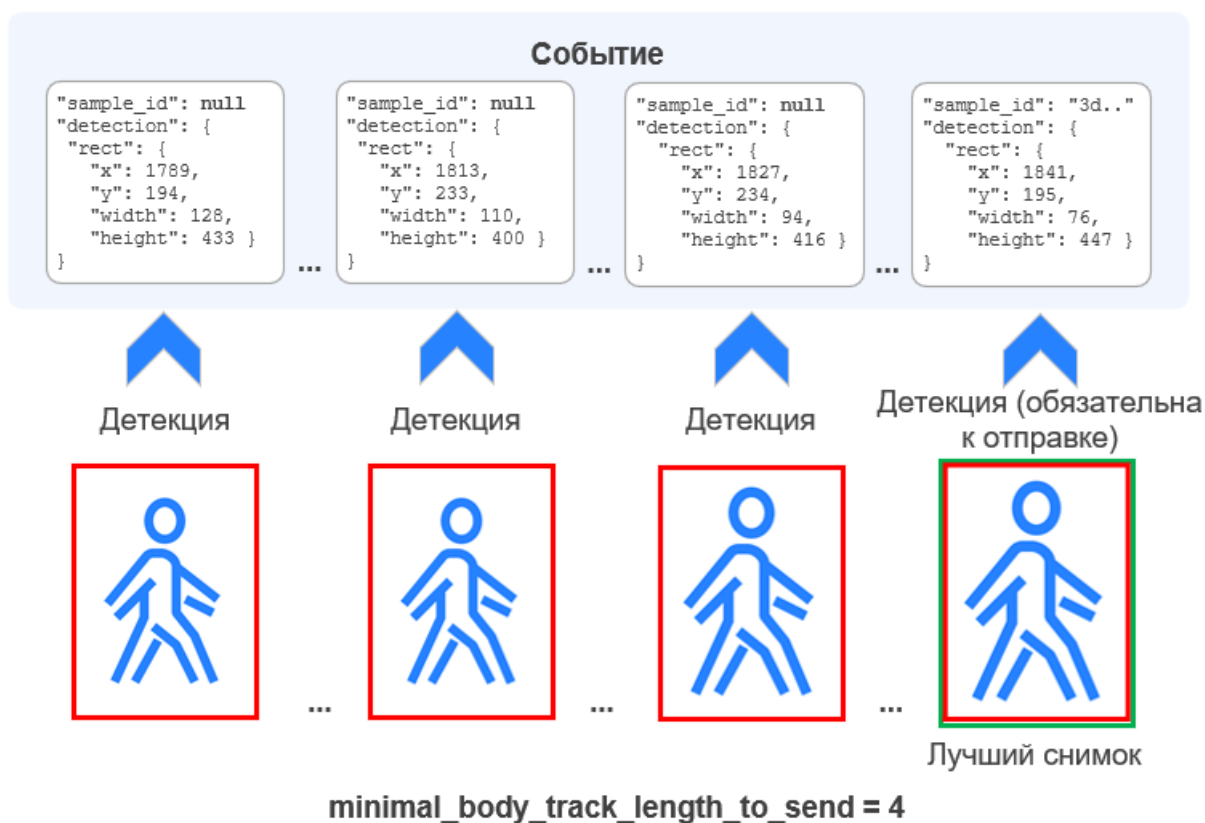 Событие
"sample_id": null
"detection": {
"rect": {
"x": 1789,
"y": 194,
"width": 128,
"height": 433 }
}
...
"sample_id": null
"detection": {
"rect": {
"x": 1813,
"y": 233,
"width": 110,
"height": 400 }
}
...
"sample_id": null
"detection": {
"rect": {
"x": 1827,
"y": 234,
"width": 94,
"height": 416 }
}
...
"sample_id": "3d.."
"detection": {
"rect": {
"x": 1841,
"y": 195,
"width": 76,
"height": 447 }
}
Детекция
Детекция
Детекция
Детекция (обязательна
к отправке)
...
...
...
Лучший снимок
minimal_body_track_length_to_send = 4